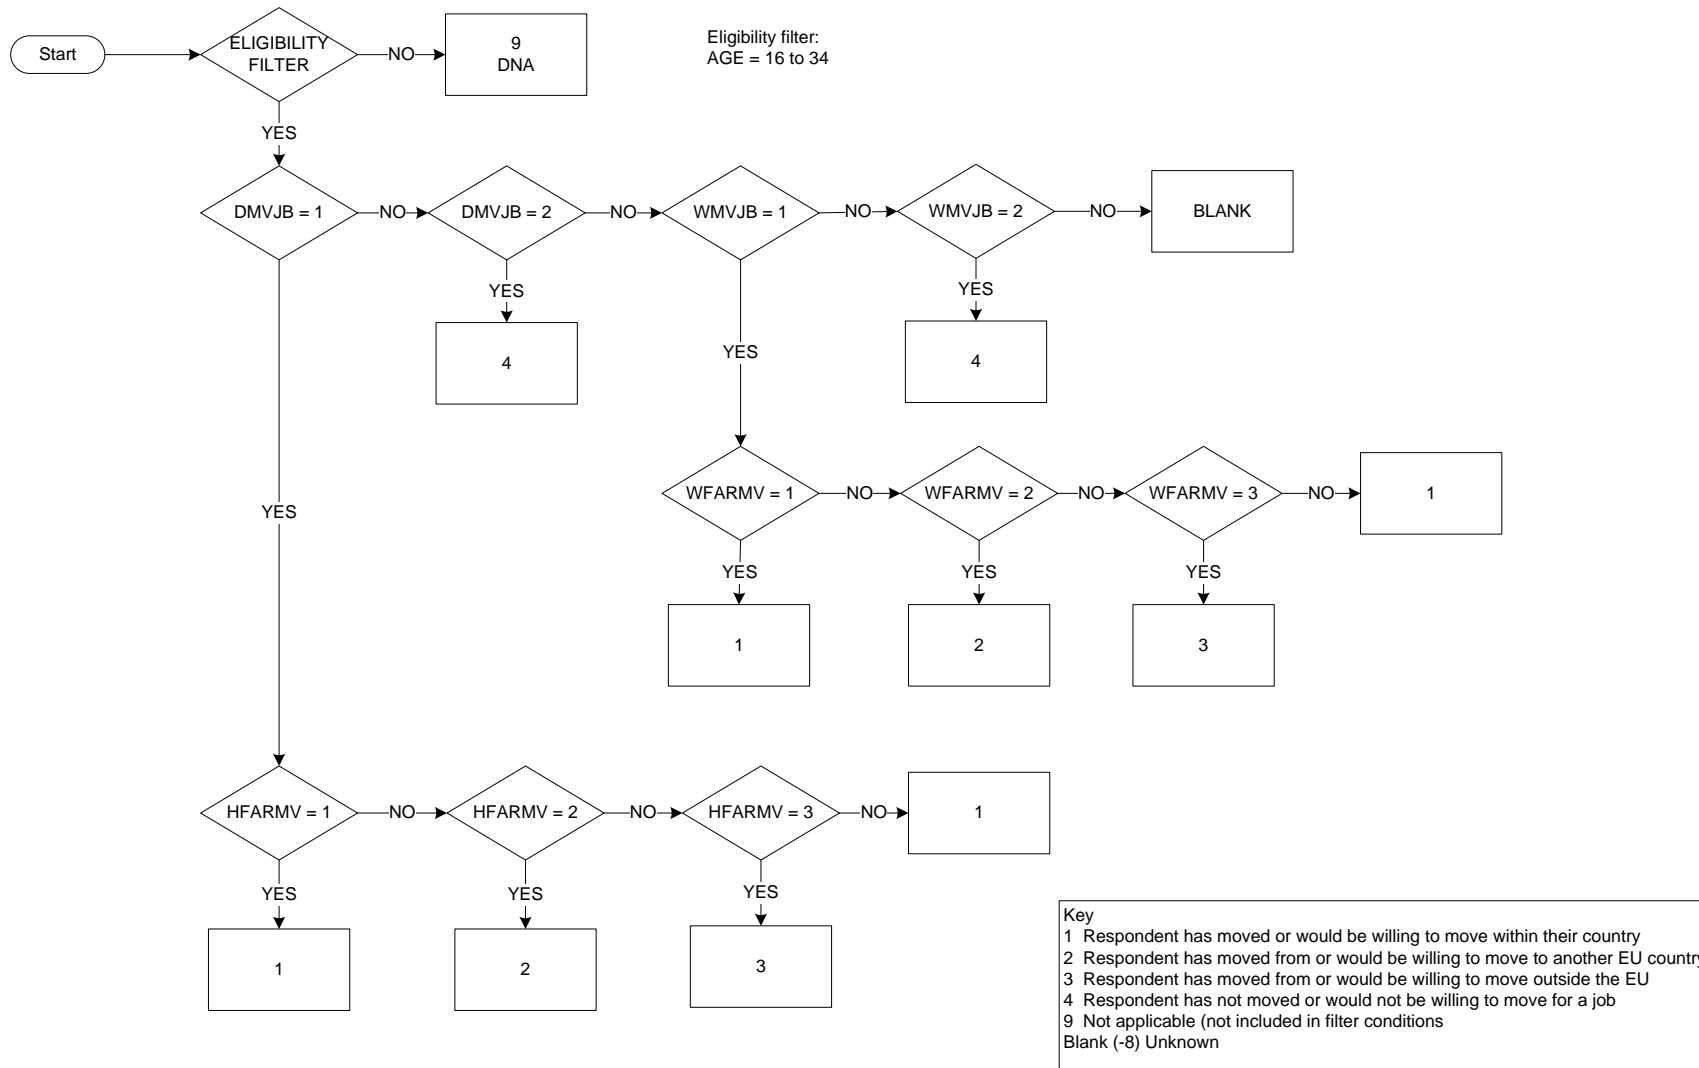 Start
ELIGIBILITY
FILTER
NO
9
DNA
Eligibility filter:
AGE = 16 to 34
YES
DMVJB = 1
NO
DMVJB = 2
NO
WMVJB = 1
NO
WMVJB = 2
NO
BLANK
YES
4
YES
4
YES
YES
WFARMV = 1
NO
WFARMV = 2
NO
WFARMV = 3
NO
1
YES
YES
YES
1
2
3
HFARMV = 1
NO
HFARMV = 2
NO
HFARMV = 3
NO
1
YES
YES
YES
1
2
3
Key
1 Respondent has moved or would be willing to move within their country
2 Respondent has moved from or would be willing to move to another EU country
3 Respondent has moved from or would be willing to move outside the EU
4 Respondent has not moved or would not be willing to move for a job
9 Not applicable (not included in filter conditions
Blank (-8) Unknown